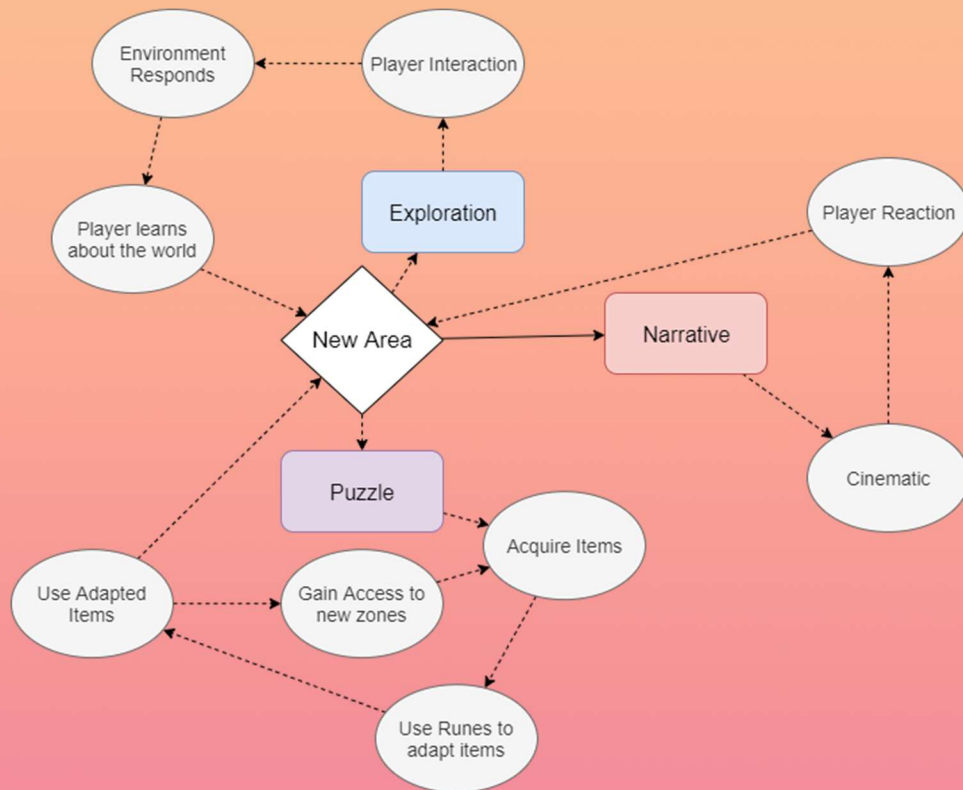 Environment
Responds
Player Interaction
Player learns
about the world
Exploration
Player Reaction
New Area
Narrative
Cinematic
Puzzle
Acquire Items
Use Adapted
Items
Gain Access to
new zones
Use Runes to
adapt items